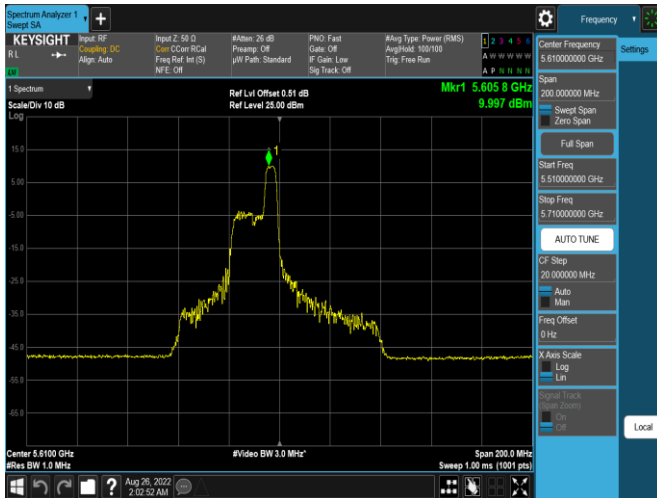 Spectrum Analyzer 1
Swept SA
KEYSIGHT
R L
Input: RF
Coupling: DC
Align: Auto
Input Z: 50 Ω
Corr CCorr RCal
Freq Ref: Int (S)
NFE: Off
#Atten: 26 dB
Preamp: Off
µW Path: Standard
PNO: Fast
Gate: Off
IF Gain: Low
Sig Track: Off
#Avg Type: Power (RMS)
Avg|Hold: 100/100
Trig: Free Run
1 2 3 4 5 6
A W W W W W
A P N N N N
1 Spectrum
Scale/Div 10 dB
Log
Ref Lvl Offset 0.51 dB
Ref Level 25.00 dBm
Mkr1 5.605 8 GHz
9.997 dBm
1
15.0
5.00
-5.00
-15.0
-25.0
-35.0
-45.0
-55.0
-65.0
Center 5.6100 GHz
#Res BW 1.0 MHz
#Video BW 3.0 MHz*
Span 200.0 MHz
Sweep 1.00 ms (1001 pts)
Aug 26, 2022
2:02:52 AM
?
Frequency
Settings
Center Frequency
5.610000000 GHz
Span
200.000000 MHz
Swept Span
Zero Span
Full Span
Start Freq
5.510000000 GHz
Stop Freq
5.710000000 GHz
AUTO TUNE
CF Step
20.000000 MHz
Auto
Man
Freq Offset
0 Hz
X Axis Scale
Log
Lin
Signal Track
(Span Zoom)
On
Off
Local